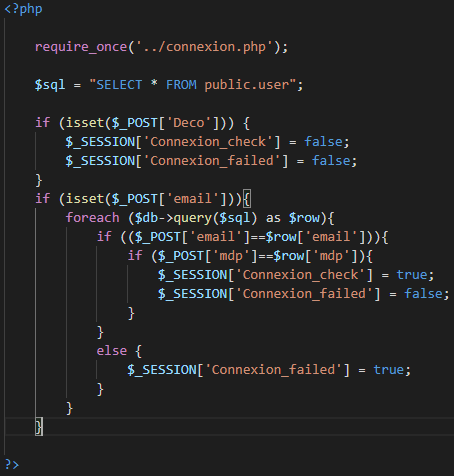 <?php
require_once('../connexion.php');
$sql = "SELECT * FROM public.user";
if (isset($_POST['Deco'])) {
$_SESSION['Connexion_check'] = false;
$_SESSION['Connexion_failed'] = false;
}
if (isset($_POST['email'])){
foreach ($db->query($sql) as $row){
if (($_POST['email']==$row['email'])){
if ($_POST['mdp']==$row['mdp']){
$_SESSION['Connexion_check'] = true;
$_SESSION['Connexion_failed'] = false;
}
}
else {
$_SESSION['Connexion_failed'] = true;
}
}
}
?>